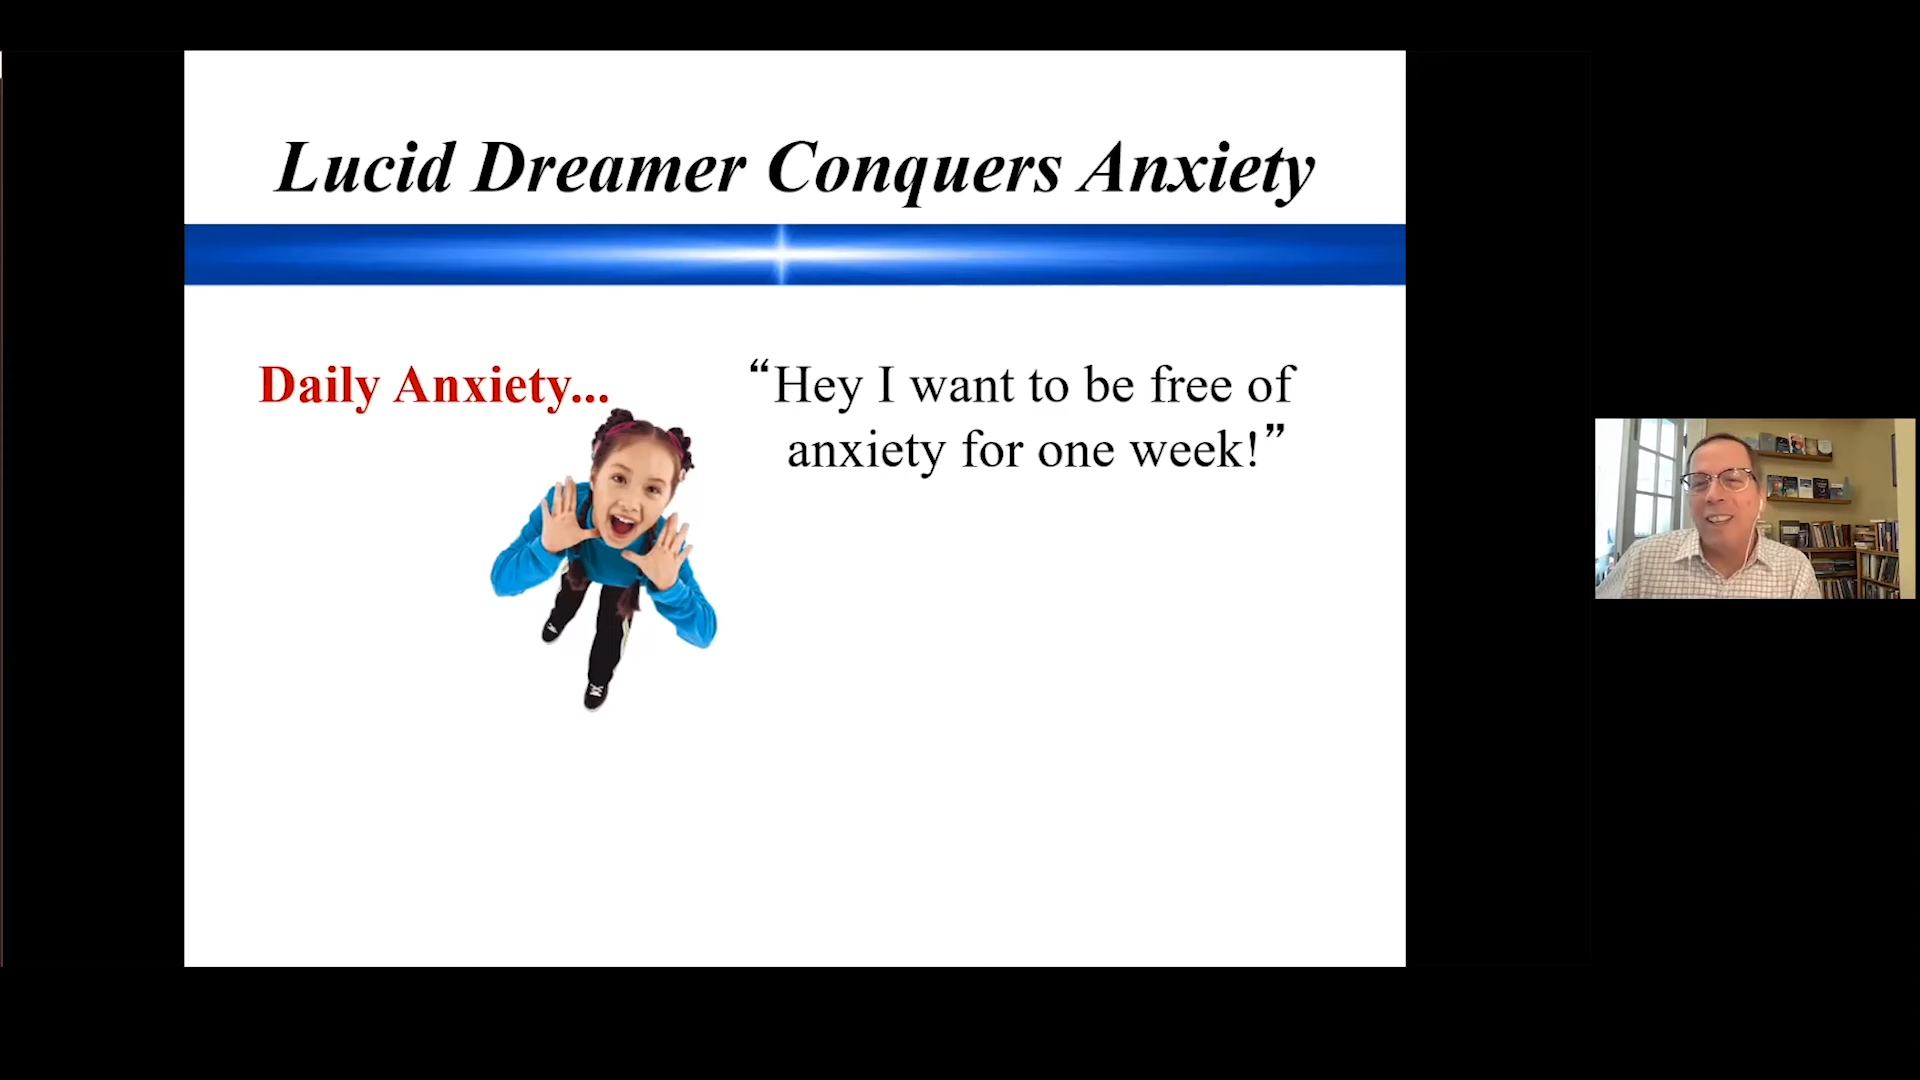 Lucid Dreamer Conquers Anxiety
Daily Anxiety...
“Hey I want to be free of
anxiety for one week!”